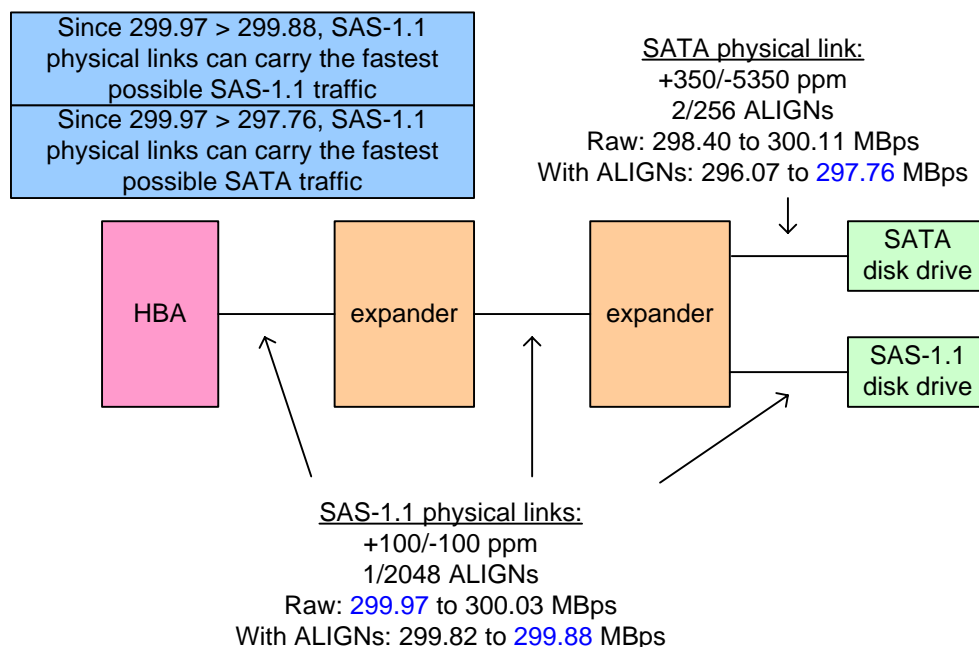 Since 299.97 > 299.88, SAS-1.1
physical links can carry the fastest
possible SAS-1.1 traffic
Since 299.97 > 297.76, SAS-1.1
physical links can carry the fastest
possible SATA traffic
SATA physical link:
+350/-5350 ppm
2/256 ALIGNs
Raw: 298.40 to 300.11 MBps
With ALIGNs: 296.07 to 297.76 MBps
HBA
expander
expander
SATA
disk drive
SAS-1.1
disk drive
SAS-1.1 physical links:
+100/-100 ppm
1/2048 ALIGNs
Raw: 299.97 to 300.03 MBps
With ALIGNs: 299.82 to 299.88 MBps